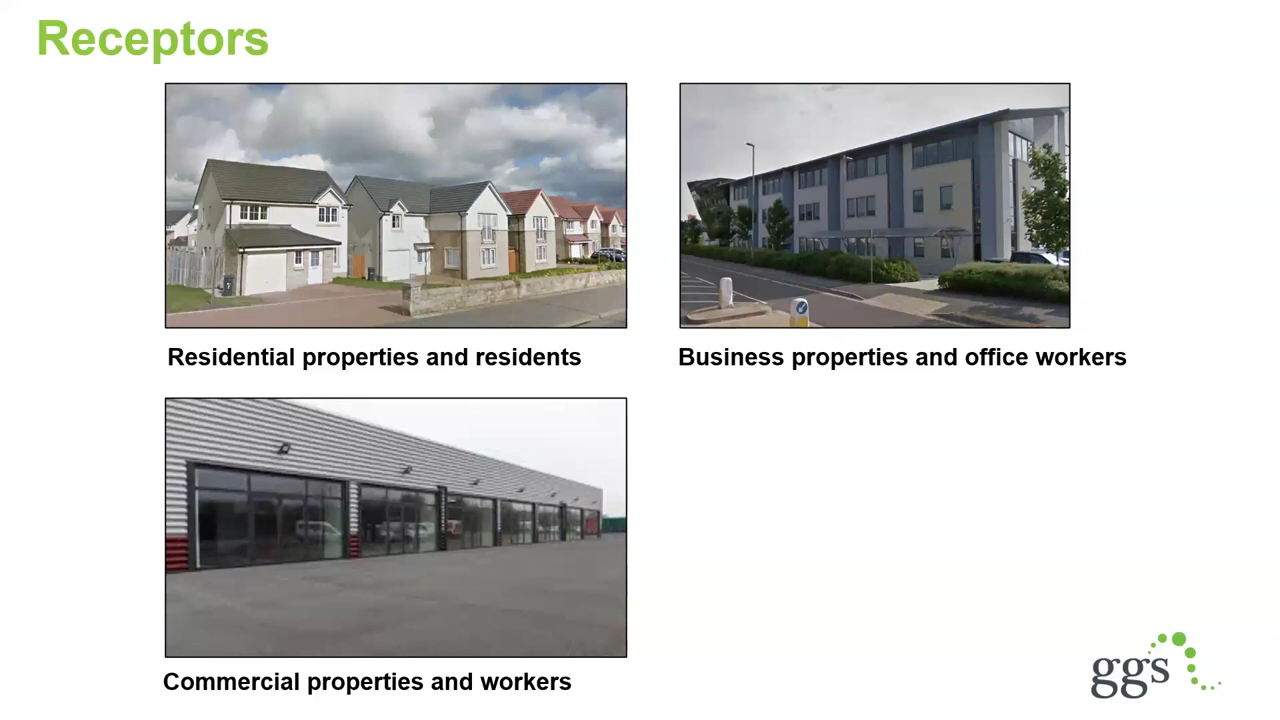 Receptors
Residential properties and residents
Business properties and office workers
Commercial properties and workers
ggs